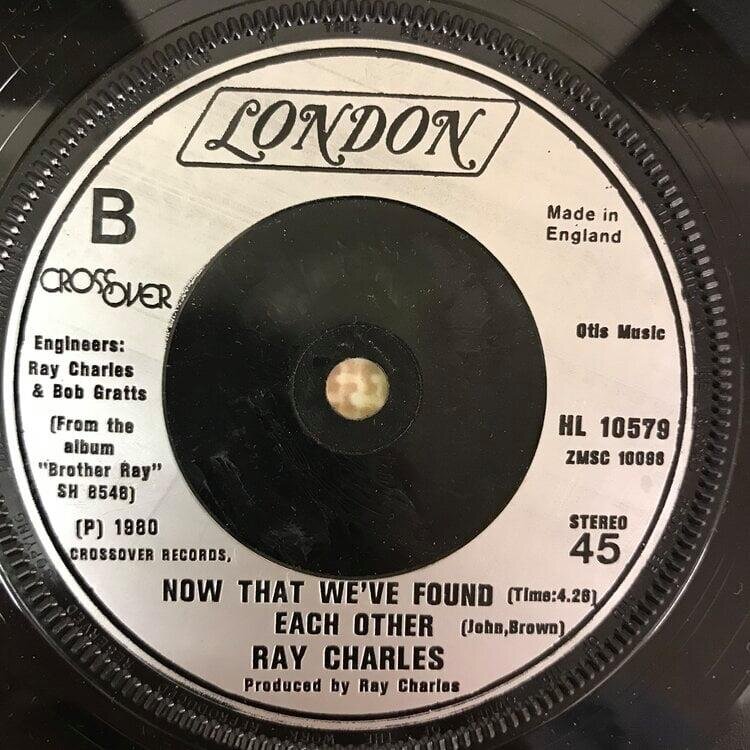 LONDON
B
Made in
England
CROSSOVER
Otis Music
Engineers:
Ray Charles
& Bob Gratts
(From the
album
"Brother Ray"
SH 8546)
HL 10579
ZMSC 10088
(P) 1980
CROSSOVER RECORDS,
STEREO
45
NOW THAT WE'VE FOUND (Time:4.26)
EACH OTHER (John,Brown)
RAY CHARLES
Produced by Ray Charles